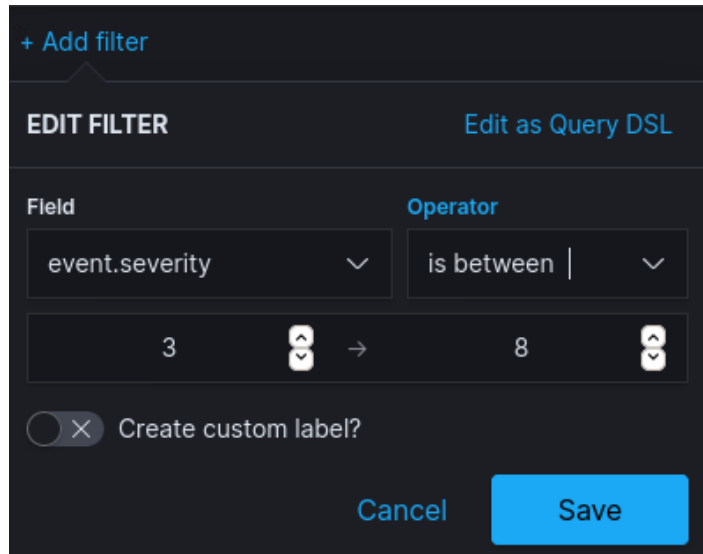 + Add filter
EDIT FILTER Edit as Query DSL
Field Operator
event.severity is between
3 → 8
Create custom label?
Cancel Save